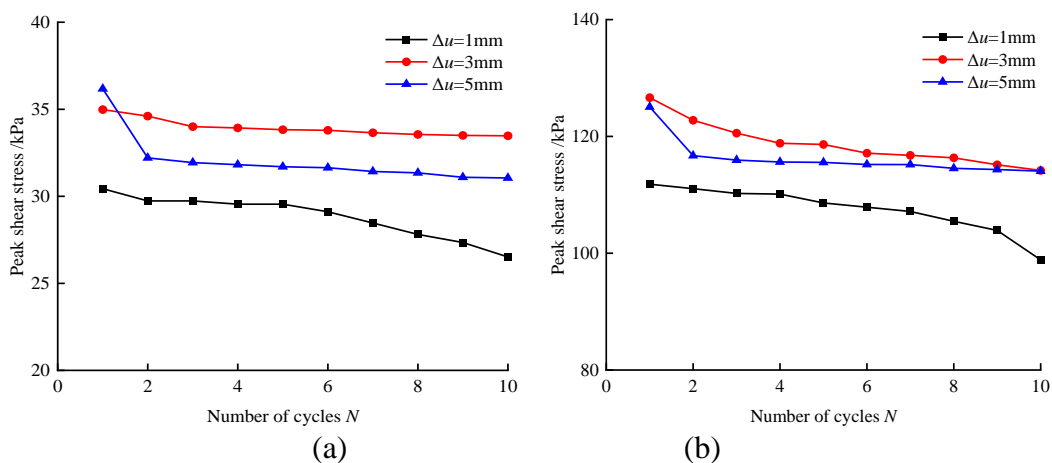 40
35
30
25
20
0
2
4
6
8
10
Peak shear stress /kPa
Number of cycles N
Δu=1mm
Δu=3mm
Δu=5mm
(a)
140
120
100
80
0
2
4
6
8
10
Peak shear stress /kPa
Number of cycles N
Δu=1mm
Δu=3mm
Δu=5mm
(b)